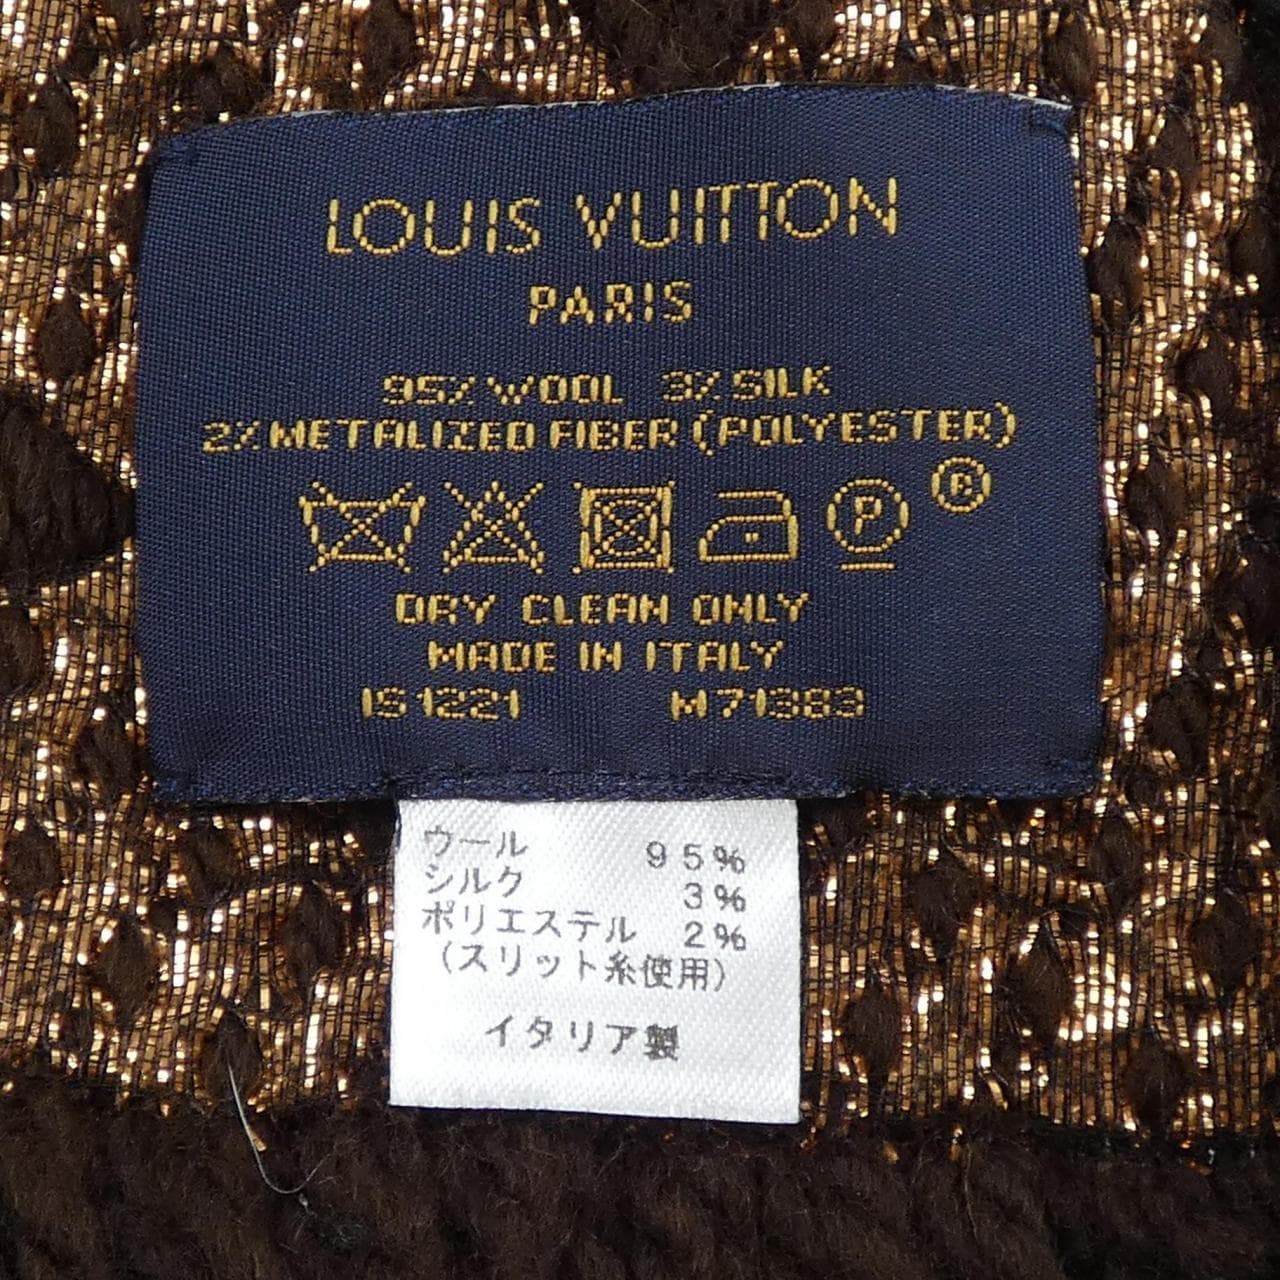 LOUIS VUITTON
PARIS
95% WOOL 3% SILK
2% METALIZED FIBER (POLYESTER)
P ®
DRY CLEAN ONLY
MADE IN ITALY
IS1221 M71383
ウール 95%
シルク 3%
ポリエステル 2%
(スリット糸使用)
イタリア製